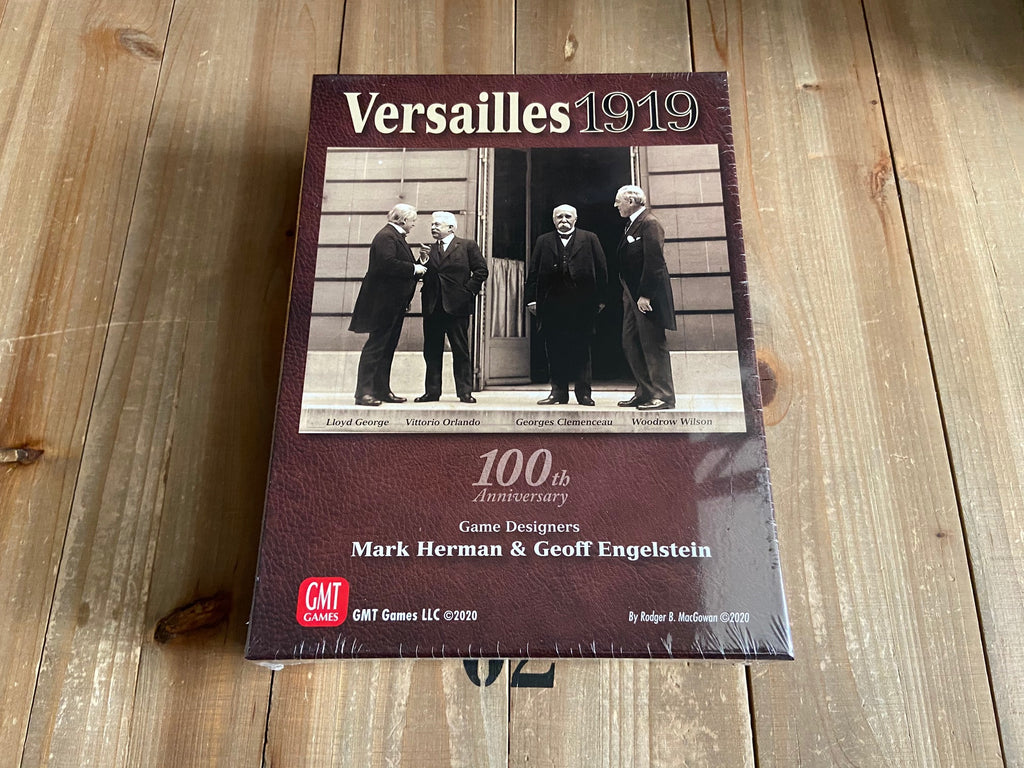 Versailles 1919
Lloyd George Vittorio Orlando Georges Clemenceau Woodrow Wilson
100th
Anniversary
Game Designers
Mark Herman & Geoff Engelstein
GMT
GAMES
GMT Games LLC ©2020
By Rodger B. MacGowan ©2020